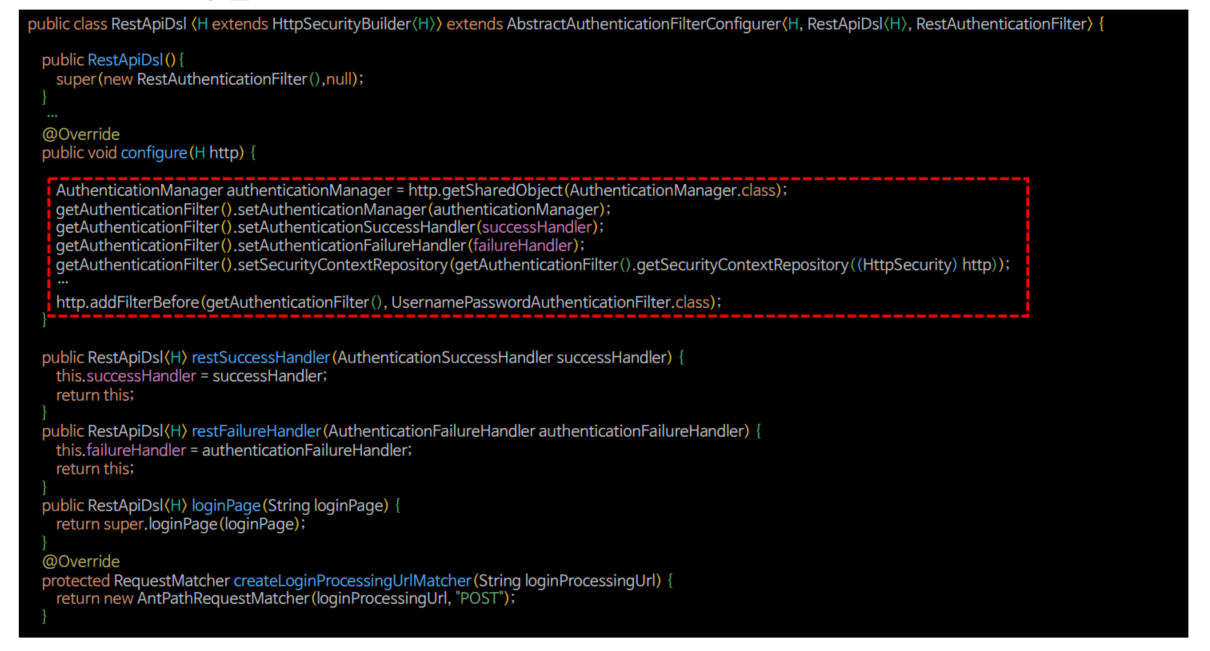 public class RestApiDsl 〈H extends HttpSecurityBuilder〈H〉〉 extends AbstractAuthenticationFilterConfigurer〈H, RestApiDsl〈H〉, RestAuthenticationFilter〉 {
public RestApiDsl(){
super(new RestAuthenticationFilter(),null);
}
...
@Override
public void configure(H http) {
AuthenticationManager authenticationManager = http.getSharedObject(AuthenticationManager.class);
getAuthenticationFilter().setAuthenticationManager(authenticationManager);
getAuthenticationFilter().setAuthenticationSuccessHandler(successHandler);
getAuthenticationFilter().setAuthenticationFailureHandler(failureHandler);
getAuthenticationFilter().setSecurityContextRepository(getAuthenticationFilter().getSecurityContextRepository((HttpSecurity) http));
...
http.addFilterBefore(getAuthenticationFilter(), UsernamePasswordAuthenticationFilter.class);
}
public RestApiDsl〈H〉 restSuccessHandler(AuthenticationSuccessHandler successHandler) {
this.successHandler = successHandler;
return this;
}
public RestApiDsl〈H〉 restFailureHandler(AuthenticationFailureHandler authenticationFailureHandler) {
this.failureHandler = authenticationFailureHandler;
return this;
}
public RestApiDsl〈H〉 loginPage(String loginPage) {
return super.loginPage(loginPage);
}
@Override
protected RequestMatcher createLoginProcessingUrlMatcher(String loginProcessingUrl) {
return new AntPathRequestMatcher(loginProcessingUrl, "POST");
}